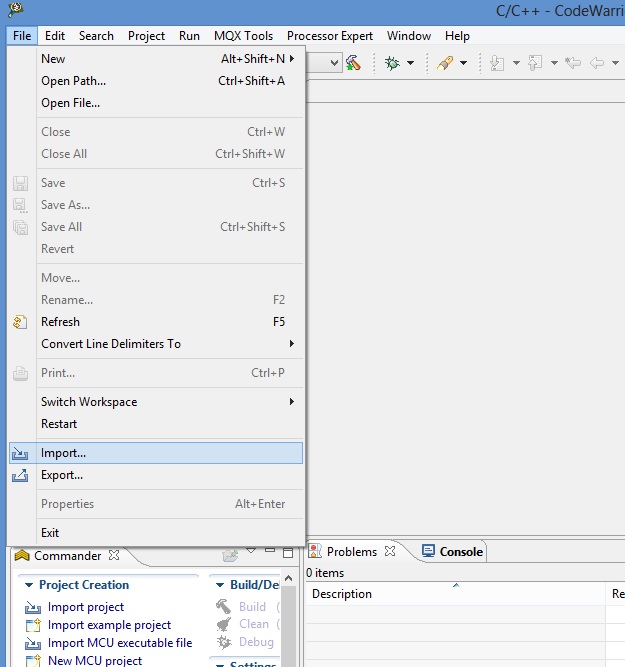 C/C++ - CodeWarri
File Edit Search Project Run MQX Tools Processor Expert Window Help
New Alt+Shift+N
Open Path... Ctrl+Shift+A
Open File...
Close Ctrl+W
Close All Ctrl+Shift+W
Save Ctrl+S
Save As...
Save All Ctrl+Shift+S
Revert
Move...
Rename... F2
Refresh F5
Convert Line Delimiters To
Print... Ctrl+P
Switch Workspace
Restart
Import...
Export...
Properties Alt+Enter
Exit
Commander
Problems Console
0 items
Description Re
Project Creation
Import project
Import example project
Import MCU executable file
New MCU project
Build/De
Build (
Clean (
Debug
Settings